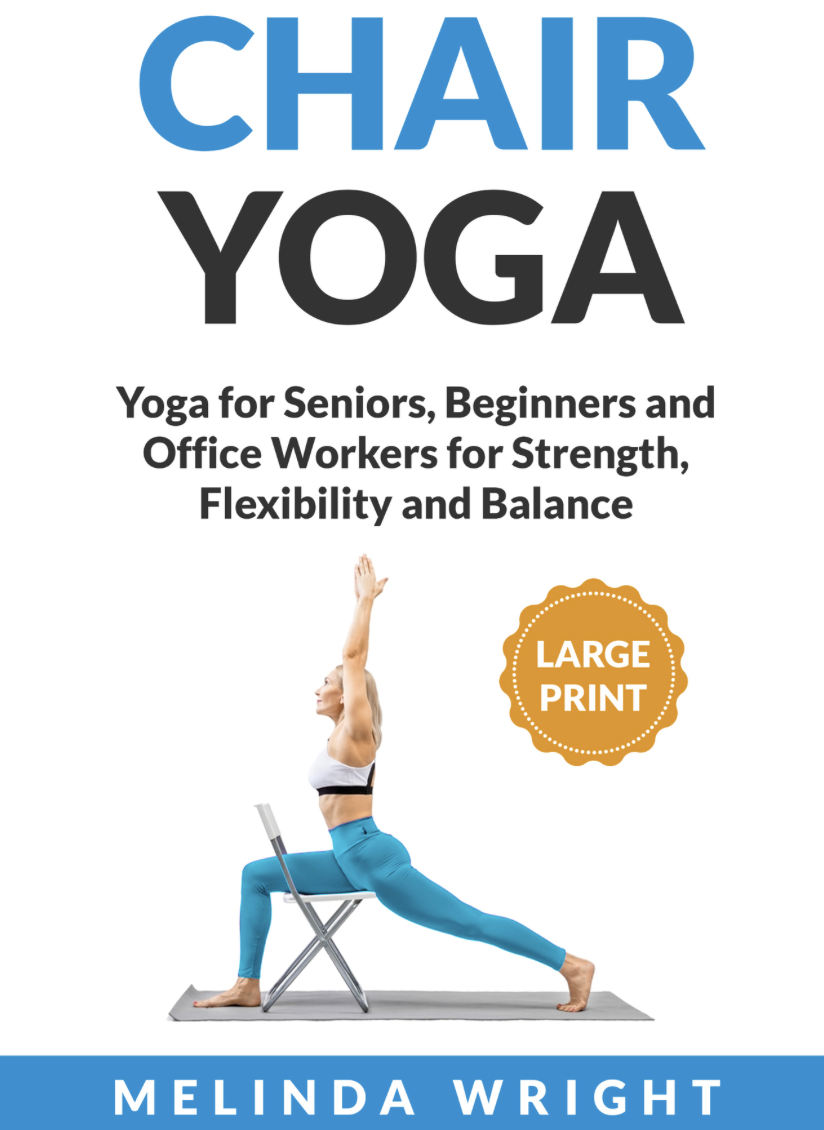 CHAIR
YOGA
Yoga for Seniors, Beginners and
Office Workers for Strength,
Flexibility and Balance
LARGE
PRINT
MELINDA WRIGHT